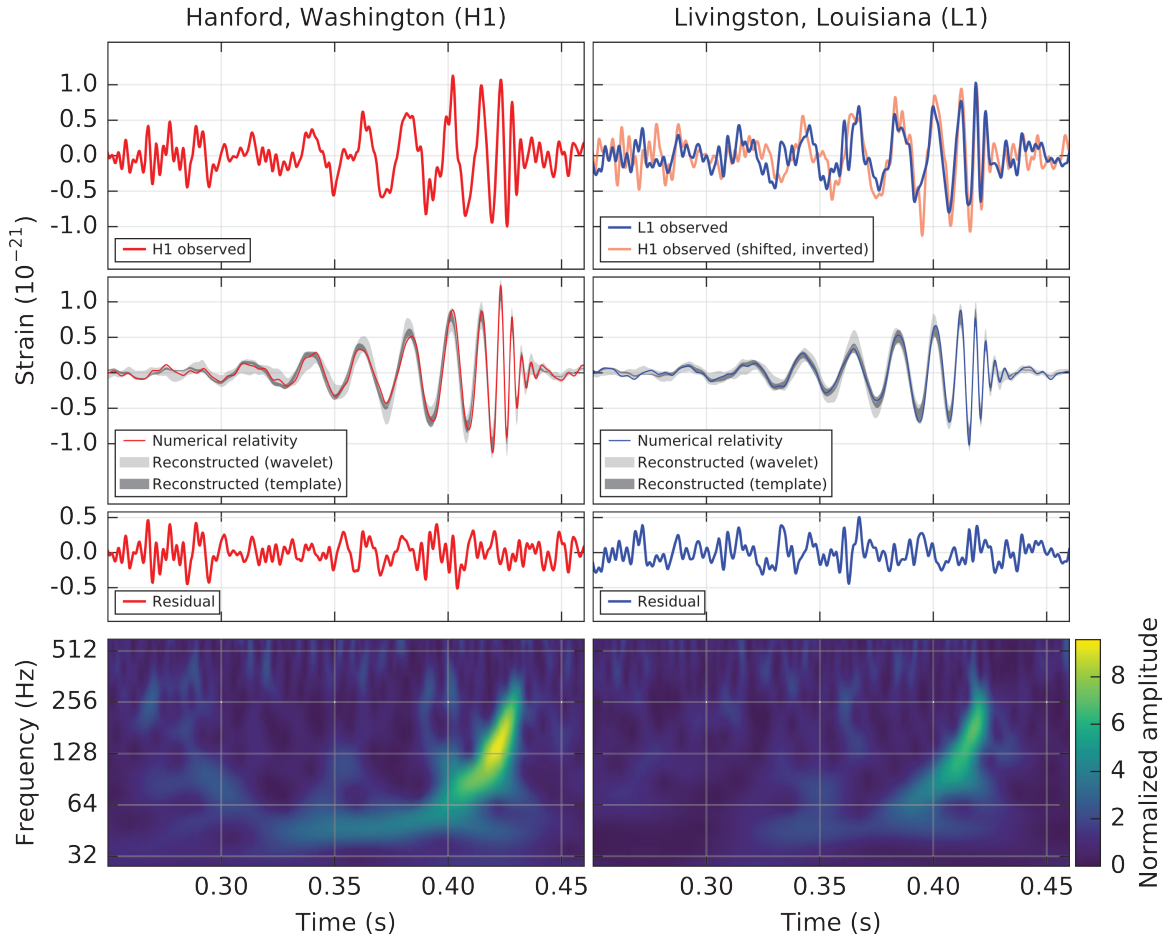 Hanford, Washington (H1)
Livingston, Louisiana (L1)
Strain (10⁻²¹)
1.0
0.5
0.0
-0.5
-1.0
H1 observed
L1 observed
H1 observed (shifted, inverted)
1.0
0.5
0.0
-0.5
-1.0
Numerical relativity
Reconstructed (wavelet)
Reconstructed (template)
Numerical relativity
Reconstructed (wavelet)
Reconstructed (template)
0.5
0.0
-0.5
Residual
Residual
Frequency (Hz)
512
256
128
64
32
0.30 0.35 0.40 0.45
Time (s)
0.30 0.35 0.40 0.45
Time (s)
8
6
4
2
0
Normalized amplitude